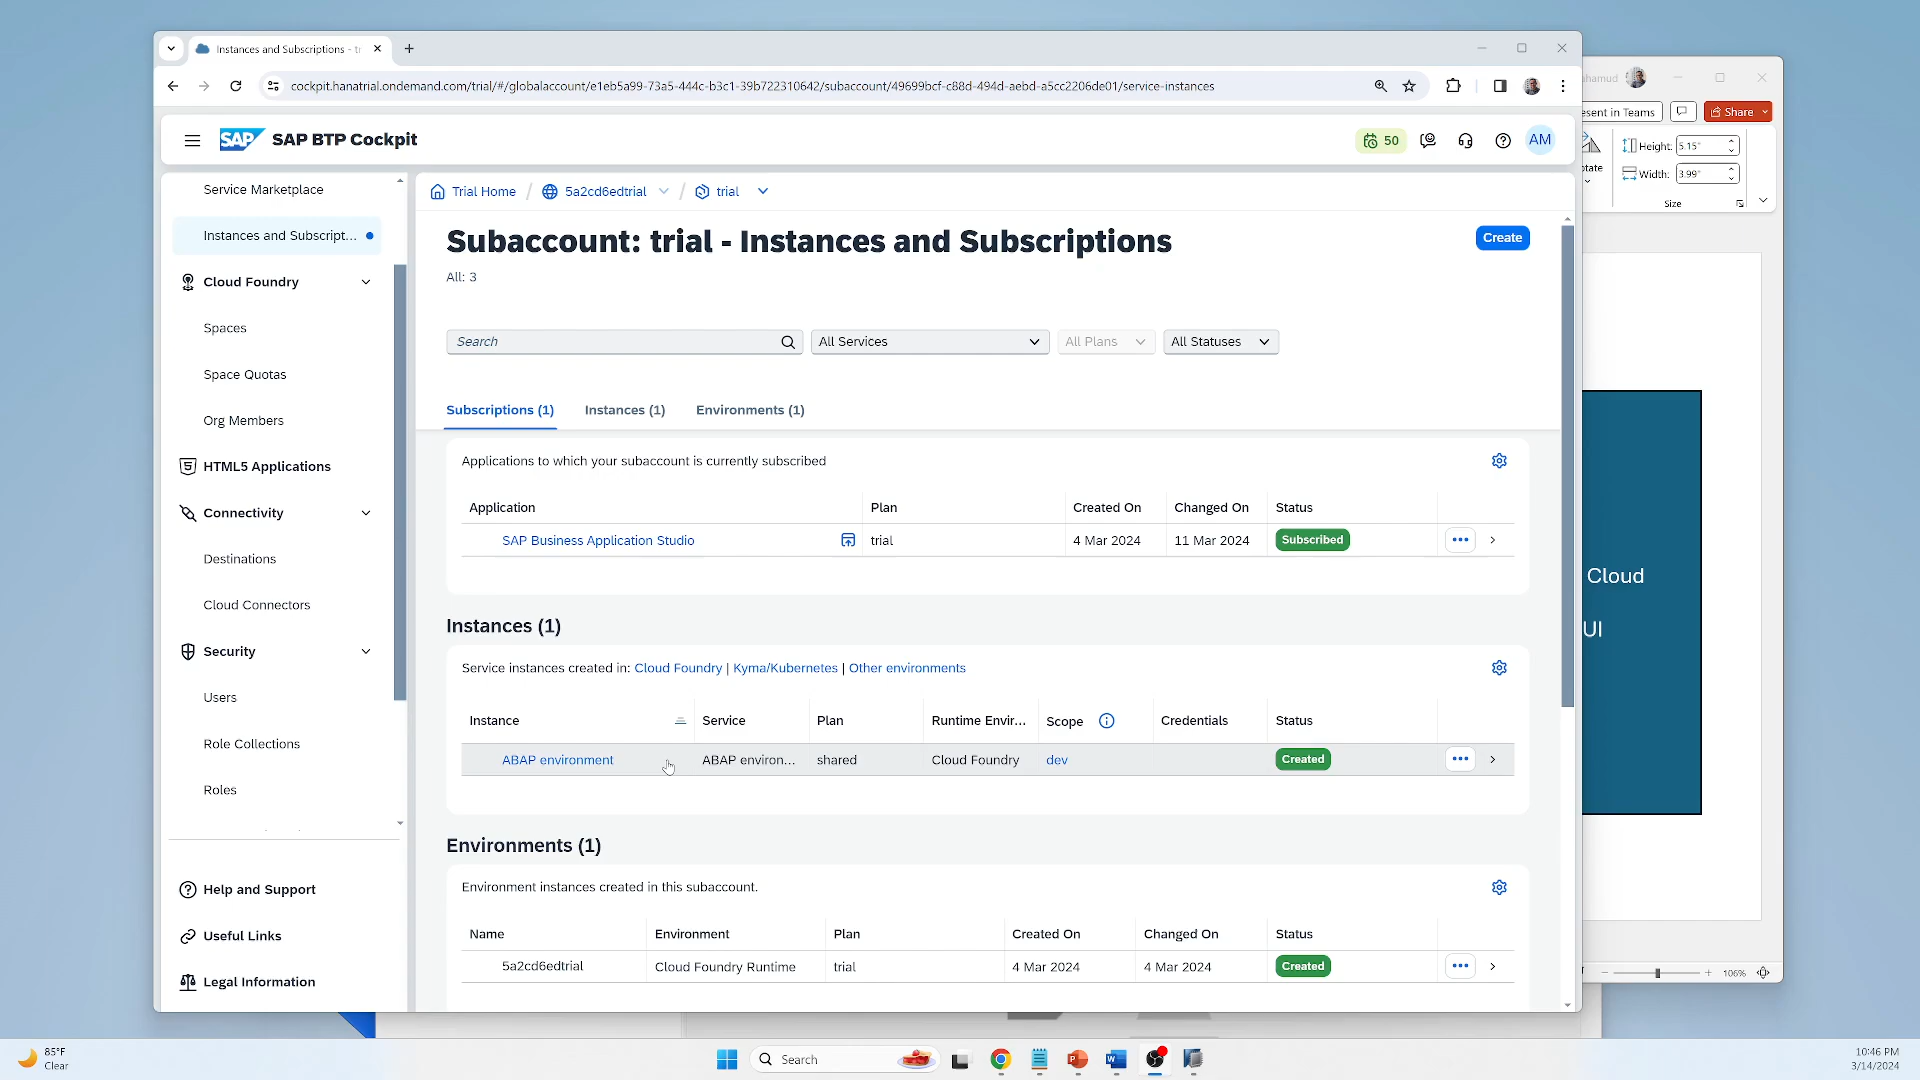 Instances and Subscriptions - tr
cockpit.hanatrial.ondemand.com/trial/#/globalaccount/e1eb5a99-73a5-444c-b3c1-39b722310642/subaccount/49699bcf-c88d-494d-aebd-a5cc2206de01/service-instances
SAP SAP BTP Cockpit
50
AM
Service Marketplace
Instances and Subscript...
Cloud Foundry
Spaces
Space Quotas
Org Members
HTML5 Applications
Connectivity
Destinations
Cloud Connectors
Security
Users
Role Collections
Roles
Help and Support
Useful Links
Legal Information
Trial Home / 5a2cd6edtrial / trial
Subaccount: trial - Instances and Subscriptions
Create
All: 3
Search
All Services
All Plans
All Statuses
Subscriptions (1) Instances (1) Environments (1)
Applications to which your subaccount is currently subscribed
Application Plan Created On Changed On Status
SAP Business Application Studio trial 4 Mar 2024 11 Mar 2024 Subscribed
Instances (1)
Service instances created in: Cloud Foundry | Kyma/Kubernetes | Other environments
Instance Service Plan Runtime Envir... Scope Credentials Status
ABAP environment ABAP environ... shared Cloud Foundry dev Created
Environments (1)
Environment instances created in this subaccount.
Name Environment Plan Created On Changed On Status
5a2cd6edtrial Cloud Foundry Runtime trial 4 Mar 2024 4 Mar 2024 Created
hamud
esent in Teams
Share
Height: 5.15"
Width: 3.99"
tate
Size
Cloud
UI
106%
85°F
Clear
Search
10:46 PM
3/14/2024